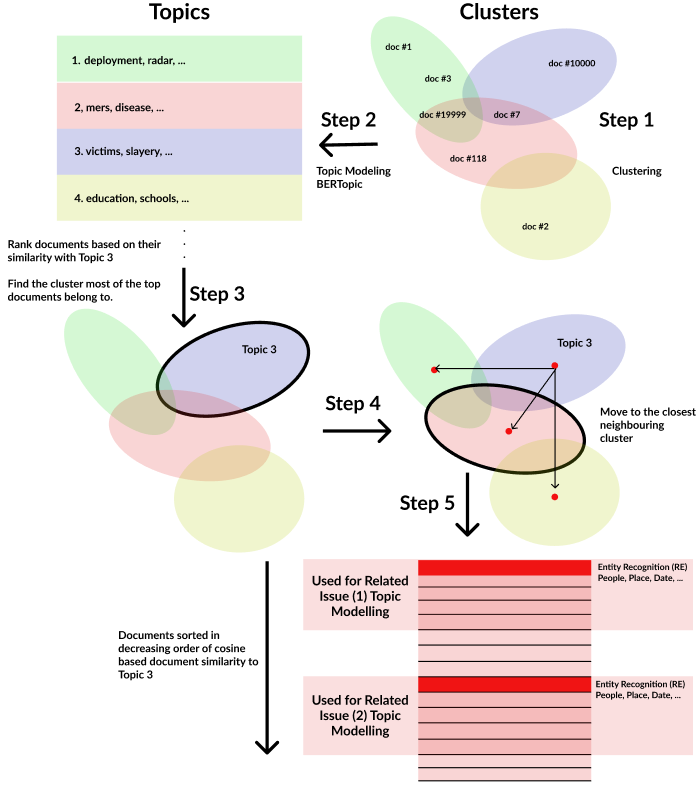 Topics
Clusters
1. deployment, radar, ...
2, mers, disease, ...
3. victims, slayery, ...
4. education, schools, ...
doc #1
doc #3
doc #10000
doc #19999
doc #7
doc #118
doc #2
Step 1
Clustering
Step 2
Topic Modeling
BERTopic
Rank documents based on their
similarity with Topic 3
Find the cluster most of the top
documents belong to.
Step 3
Topic 3
Step 4
Topic 3
Move to the closest
neighbouring
cluster
Step 5
Documents sorted in
decreasing order of cosine
based document similarity to
Topic 3
Used for Related
Issue (1) Topic
Modelling
Entity Recognition (RE)
People, Place, Date, ...
Used for Related
Issue (2) Topic
Modelling
Entity Recognition (RE)
People, Place, Date, ...